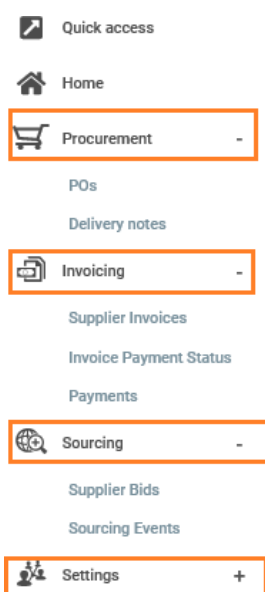 Quick access
Home
Procurement -
POs
Delivery notes
Invoicing -
Supplier Invoices
Invoice Payment Status
Payments
Sourcing -
Supplier Bids
Sourcing Events
Settings +